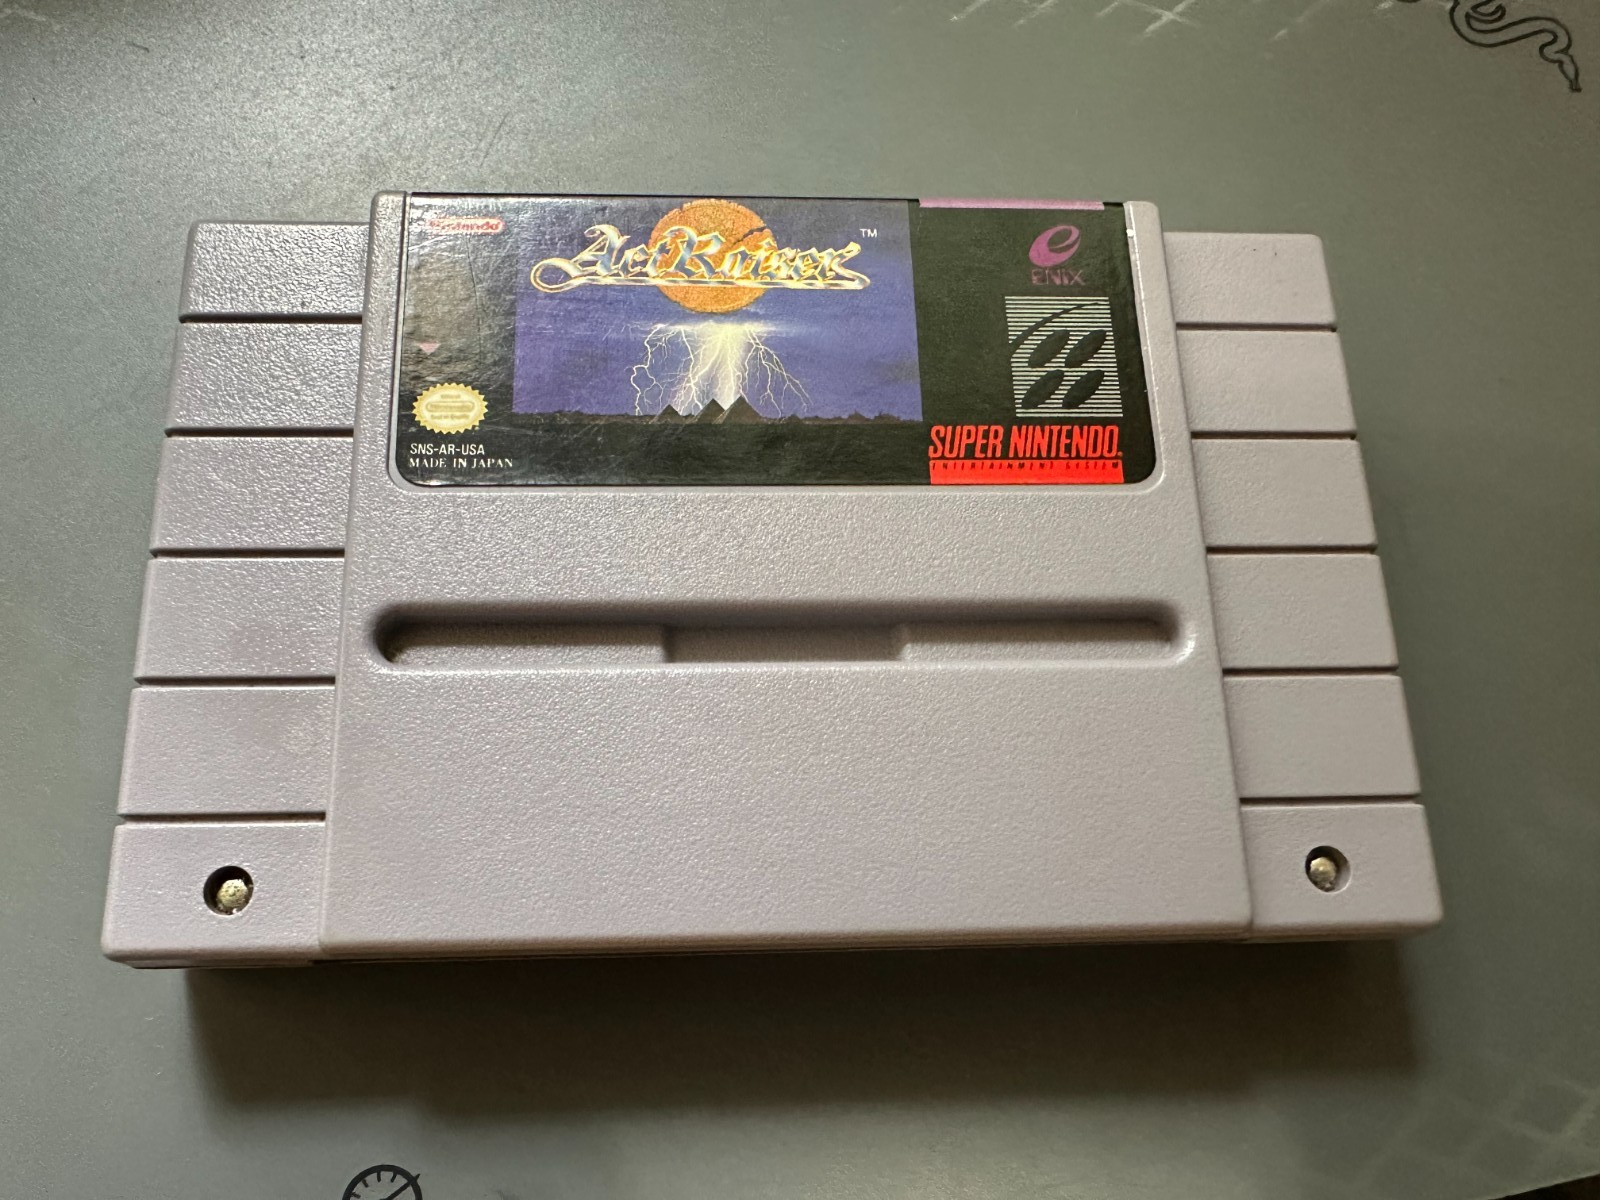 Nintendo
ActRaiser TM
ENIX
SNS-AR-USA
MADE IN JAPAN
SUPER NINTENDO
ENTERTAINMENT SYSTEM